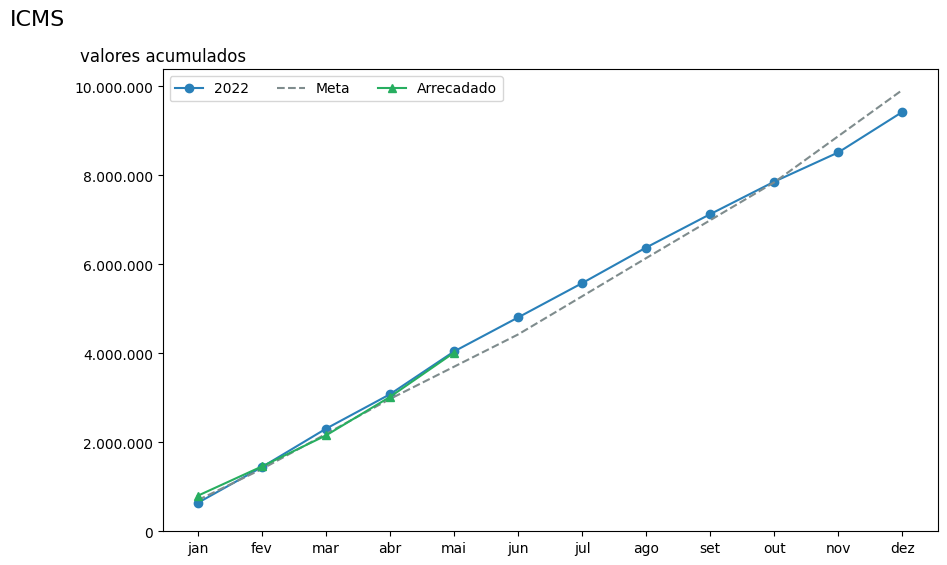 ICMS
valores acumulados
2022 Meta Arrecadado
10.000.000
8.000.000
6.000.000
4.000.000
2.000.000
0
jan fev mar abr mai jun jul ago set out nov dez